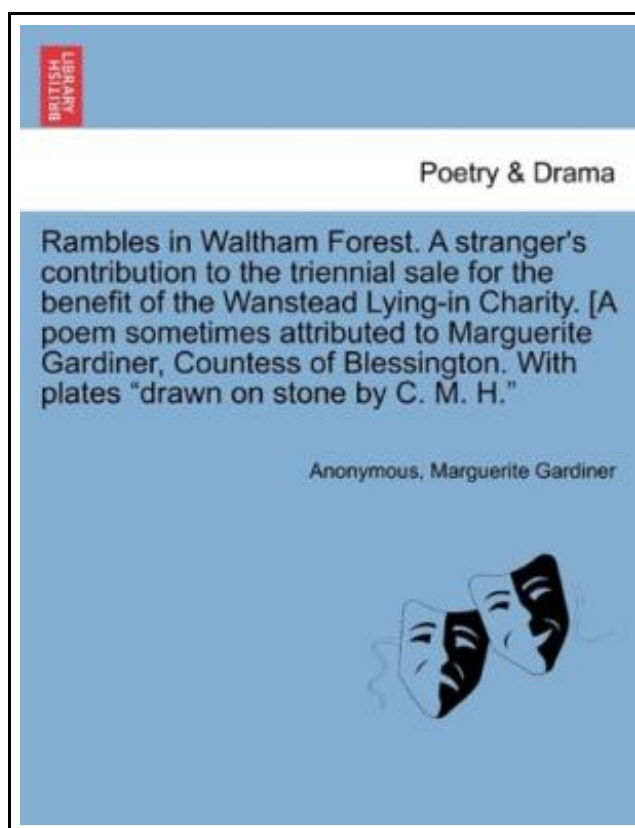 BRITISH
LIBRARY
Poetry & Drama
Rambles in Waltham Forest. A stranger's
contribution to the triennial sale for the
benefit of the Wanstead Lying-in Charity. [A
poem sometimes attributed to Marguerite
Gardiner, Countess of Blessington. With
plates “drawn on stone by C. M. H.”
Anonymous, Marguerite Gardiner